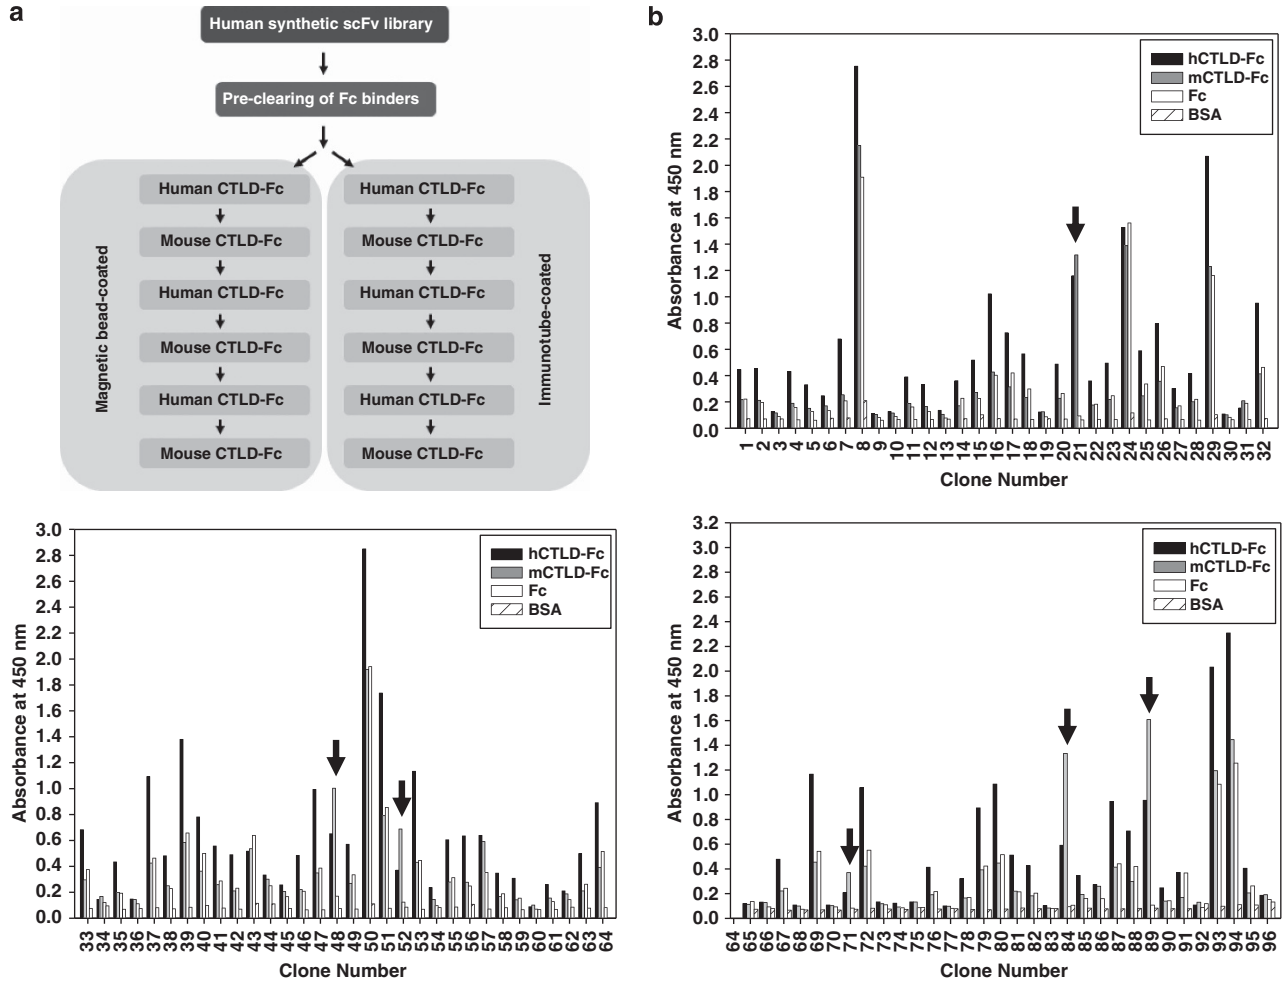 a
Human synthetic scFv library
Pre-clearing of Fc binders
Magnetic bead-coated
Human CTLD-Fc
Mouse CTLD-Fc
Human CTLD-Fc
Mouse CTLD-Fc
Human CTLD-Fc
Mouse CTLD-Fc
Human CTLD-Fc
Mouse CTLD-Fc
Human CTLD-Fc
Mouse CTLD-Fc
Human CTLD-Fc
Mouse CTLD-Fc
Immunotube-coated
b
Absorbance at 450 nm
3.0
2.8
2.6
2.4
2.2
2.0
1.8
1.6
1.4
1.2
1.0
0.8
0.6
0.4
0.2
0.0
hCTLD-Fc
mCTLD-Fc
Fc
BSA
1 2 3 4 5 6 7 8 9 10 11 12 13 14 15 16 17 18 19 20 21 22 23 24 25 26 27 28 29 30 31 32
Clone Number
Absorbance at 450 nm
3.0
2.8
2.6
2.4
2.2
2.0
1.8
1.6
1.4
1.2
1.0
0.8
0.6
0.4
0.2
0.0
hCTLD-Fc
mCTLD-Fc
Fc
BSA
33 34 35 36 37 38 39 40 41 42 43 44 45 46 47 48 49 50 51 52 53 54 55 56 57 58 59 60 61 62 63 64
Clone Number
Absorbance at 450 nm
3.2
3.0
2.8
2.6
2.4
2.2
2.0
1.8
1.6
1.4
1.2
1.0
0.8
0.6
0.4
0.2
0.0
hCTLD-Fc
mCTLD-Fc
Fc
BSA
64 65 66 67 68 69 70 71 72 73 74 75 76 77 78 79 80 81 82 83 84 85 86 87 88 89 90 91 92 93 94 95 96
Clone Number